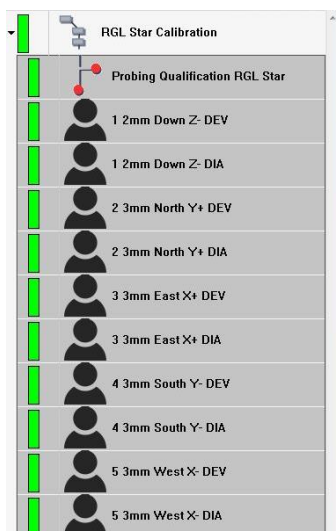 RGL Star Calibration
Probing Qualification RGL Star
1 2mm Down Z- DEV
1 2mm Down Z- DIA
2 3mm North Y+ DEV
2 3mm North Y+ DIA
3 3mm East X+ DEV
3 3mm East X+ DIA
4 3mm South Y- DEV
4 3mm South Y- DIA
5 3mm West X- DEV
5 3mm West X- DIA